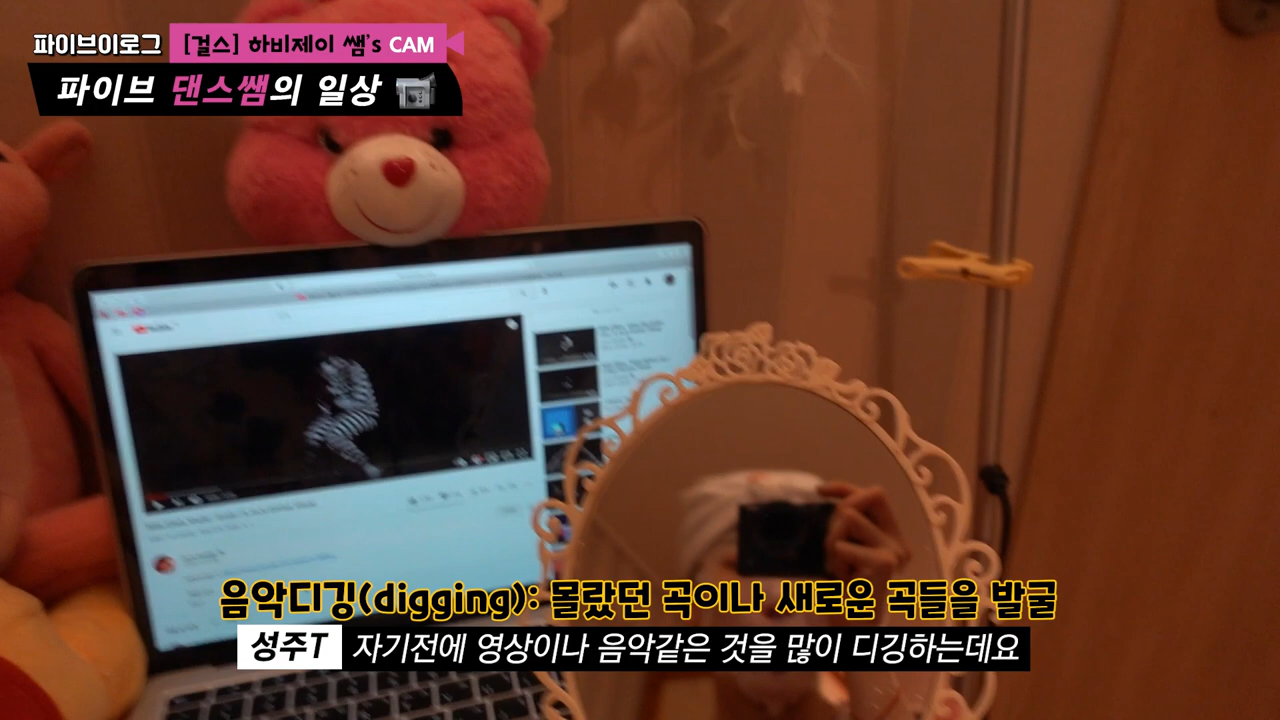 파이브이로그 [걸스] 하비제이 쌤's CAM
파이브 댄스쌤의 일상
음악디깅(digging): 몰랐던 곡이나 새로운 곡들을 발굴
성주T 자기전에 영상이나 음악같은 것을 많이 디깅하는데요